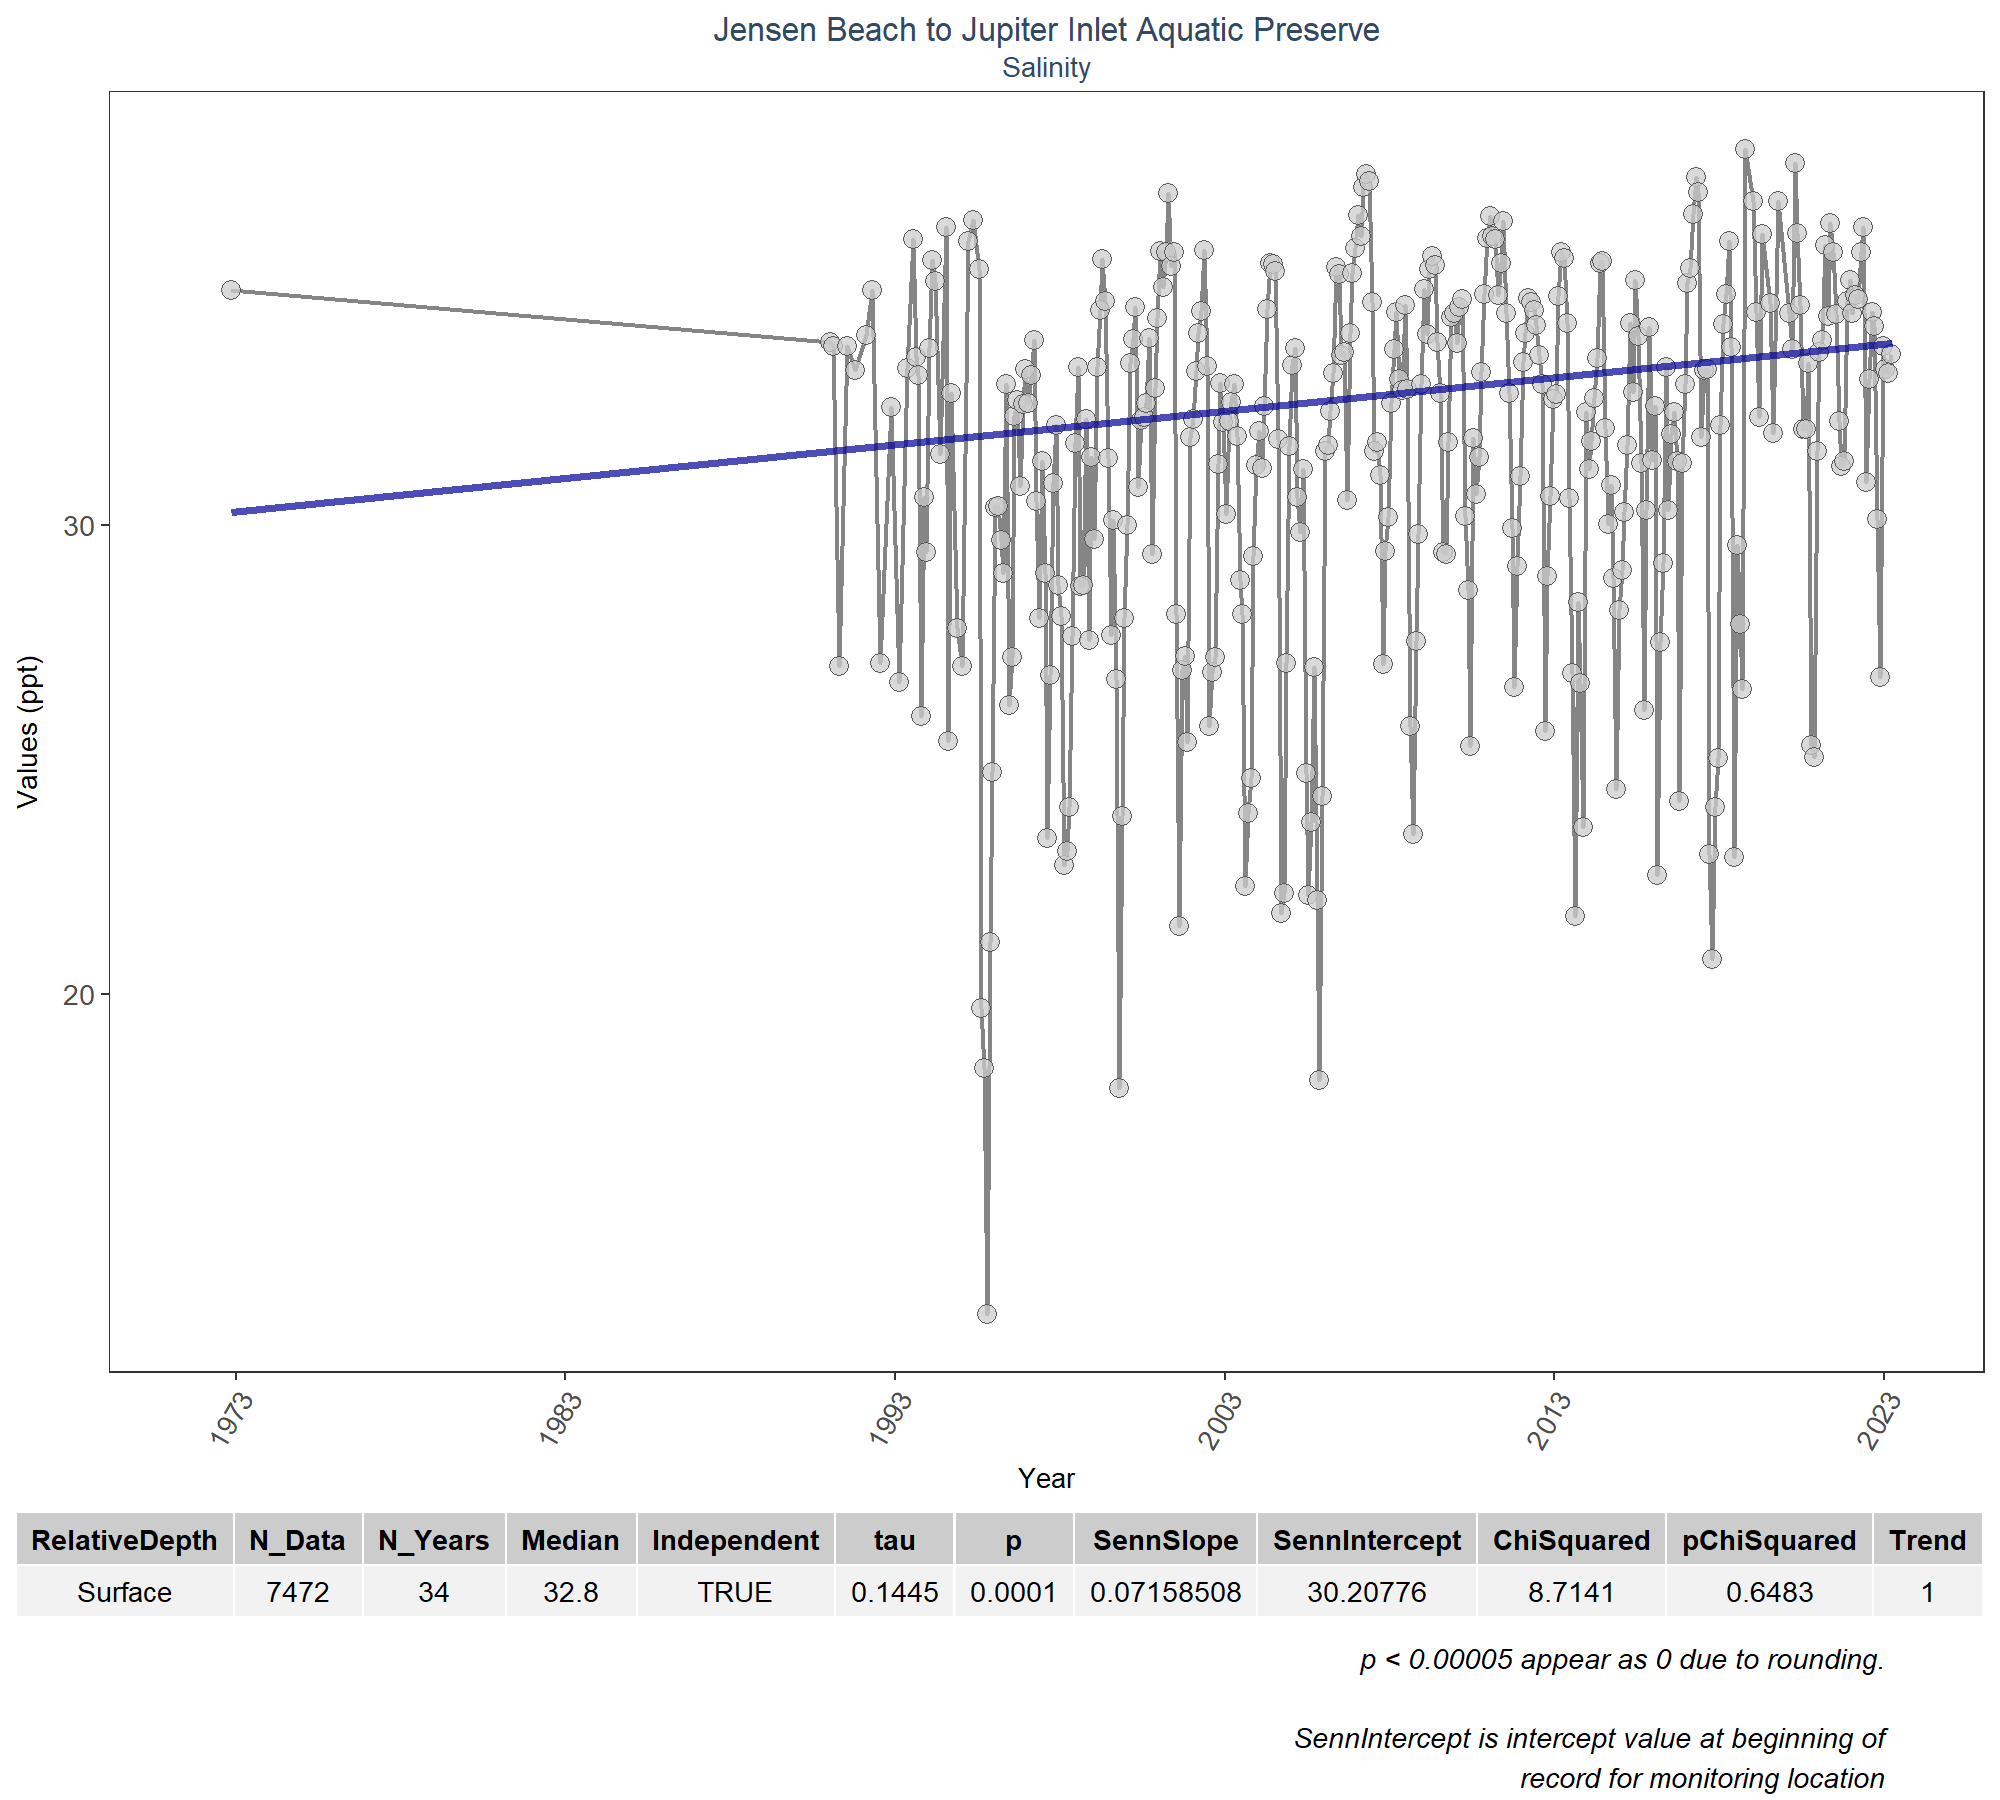 Jensen Beach to Jupiter Inlet Aquatic Preserve
Salinity
Values (ppt)
30
20
1973 1983 1993 2003 2013 2023
Year
RelativeDepth N_Data N_Years Median Independent tau p SennSlope SennIntercept ChiSquared pChiSquared Trend
Surface 7472 34 32.8 TRUE 0.1445 0.0001 0.07158508 30.20776 8.7141 0.6483 1
p < 0.00005 appear as 0 due to rounding.
SennIntercept is intercept value at beginning of
record for monitoring location